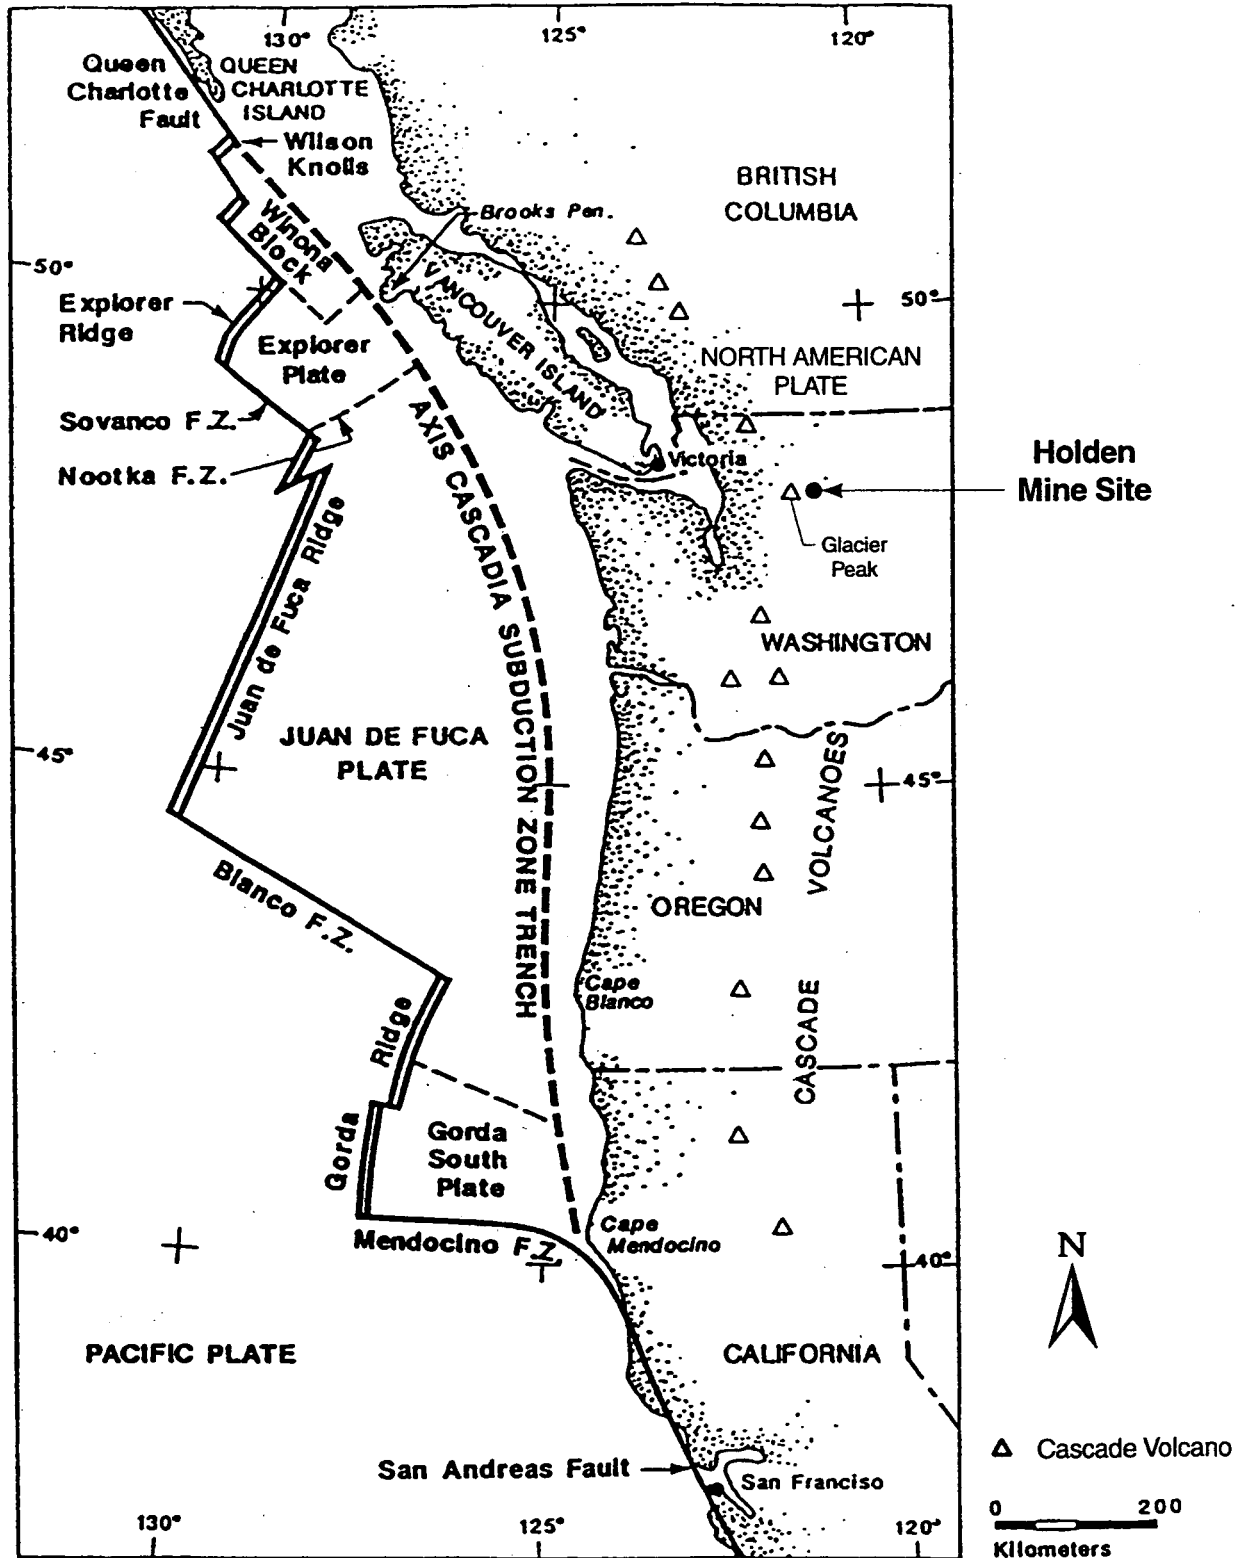 130°
125°
120°
Queen
Charlotte
Fault
QUEEN
CHARLOTTE
ISLAND
Wilson
Knolls
BRITISH
COLUMBIA
Brooks Pen.
Winona
Block
50°
50°
VANCOUVER ISLAND
Explorer
Ridge
Explorer
Plate
NORTH AMERICAN
PLATE
Sovanco F.Z.
Nootka F.Z.
AXIS CASCADIA SUBDUCTION ZONE TRENCH
Victoria
Holden
Mine Site
Glacier
Peak
Juan de Fuca Ridge
WASHINGTON
JUAN DE FUCA
PLATE
45°
45°
CASCADE VOLCANOES
Blanco F.Z.
OREGON
Cape
Blanco
Gorda Ridge
Gorda
South
Plate
40°
Mendocino F.Z.
Cape
Mendocino
40°
N
PACIFIC PLATE
CALIFORNIA
San Andreas Fault
San Franciso
Cascade Volcano
0 200
Kilometers
130°
125°
120°